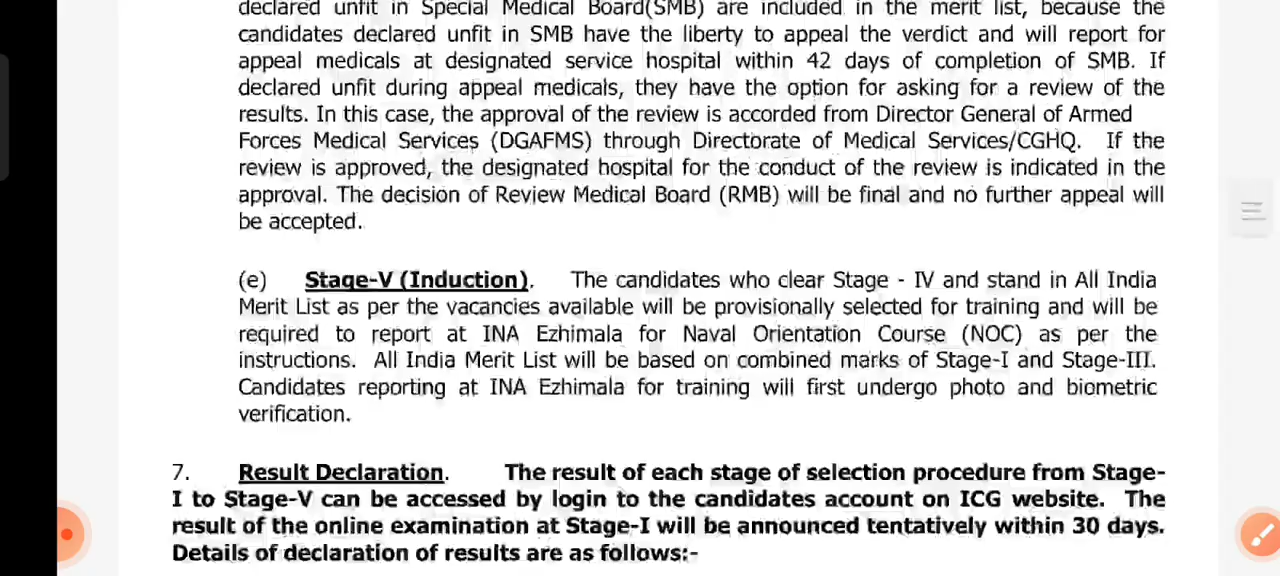 declared unfit in Special Medical Board(SMB) are included in the merit list, because the
candidates declared unfit in SMB have the liberty to appeal the verdict and will report for
appeal medicals at designated service hospital within 42 days of completion of SMB. If
declared unfit during appeal medicals, they have the option for asking for a review of the
results. In this case, the approval of the review is accorded from Director General of Armed
Forces Medical Services (DGAFMS) through Directorate of Medical Services/CGHQ. If the
review is approved, the designated hospital for the conduct of the review is indicated in the
approval. The decision of Review Medical Board (RMB) will be final and no further appeal will
be accepted.
(e) Stage-V (Induction). The candidates who clear Stage - IV and stand in All India
Merit List as per the vacancies available will be provisionally selected for training and will be
required to report at INA Ezhimala for Naval Orientation Course (NOC) as per the
instructions. All India Merit List will be based on combined marks of Stage-I and Stage-III.
Candidates reporting at INA Ezhimala for training will first undergo photo and biometric
verification.
7. Result Declaration. The result of each stage of selection procedure from Stage-
I to Stage-V can be accessed by login to the candidates account on ICG website. The
result of the online examination at Stage-I will be announced tentatively within 30 days.
Details of declaration of results are as follows:-